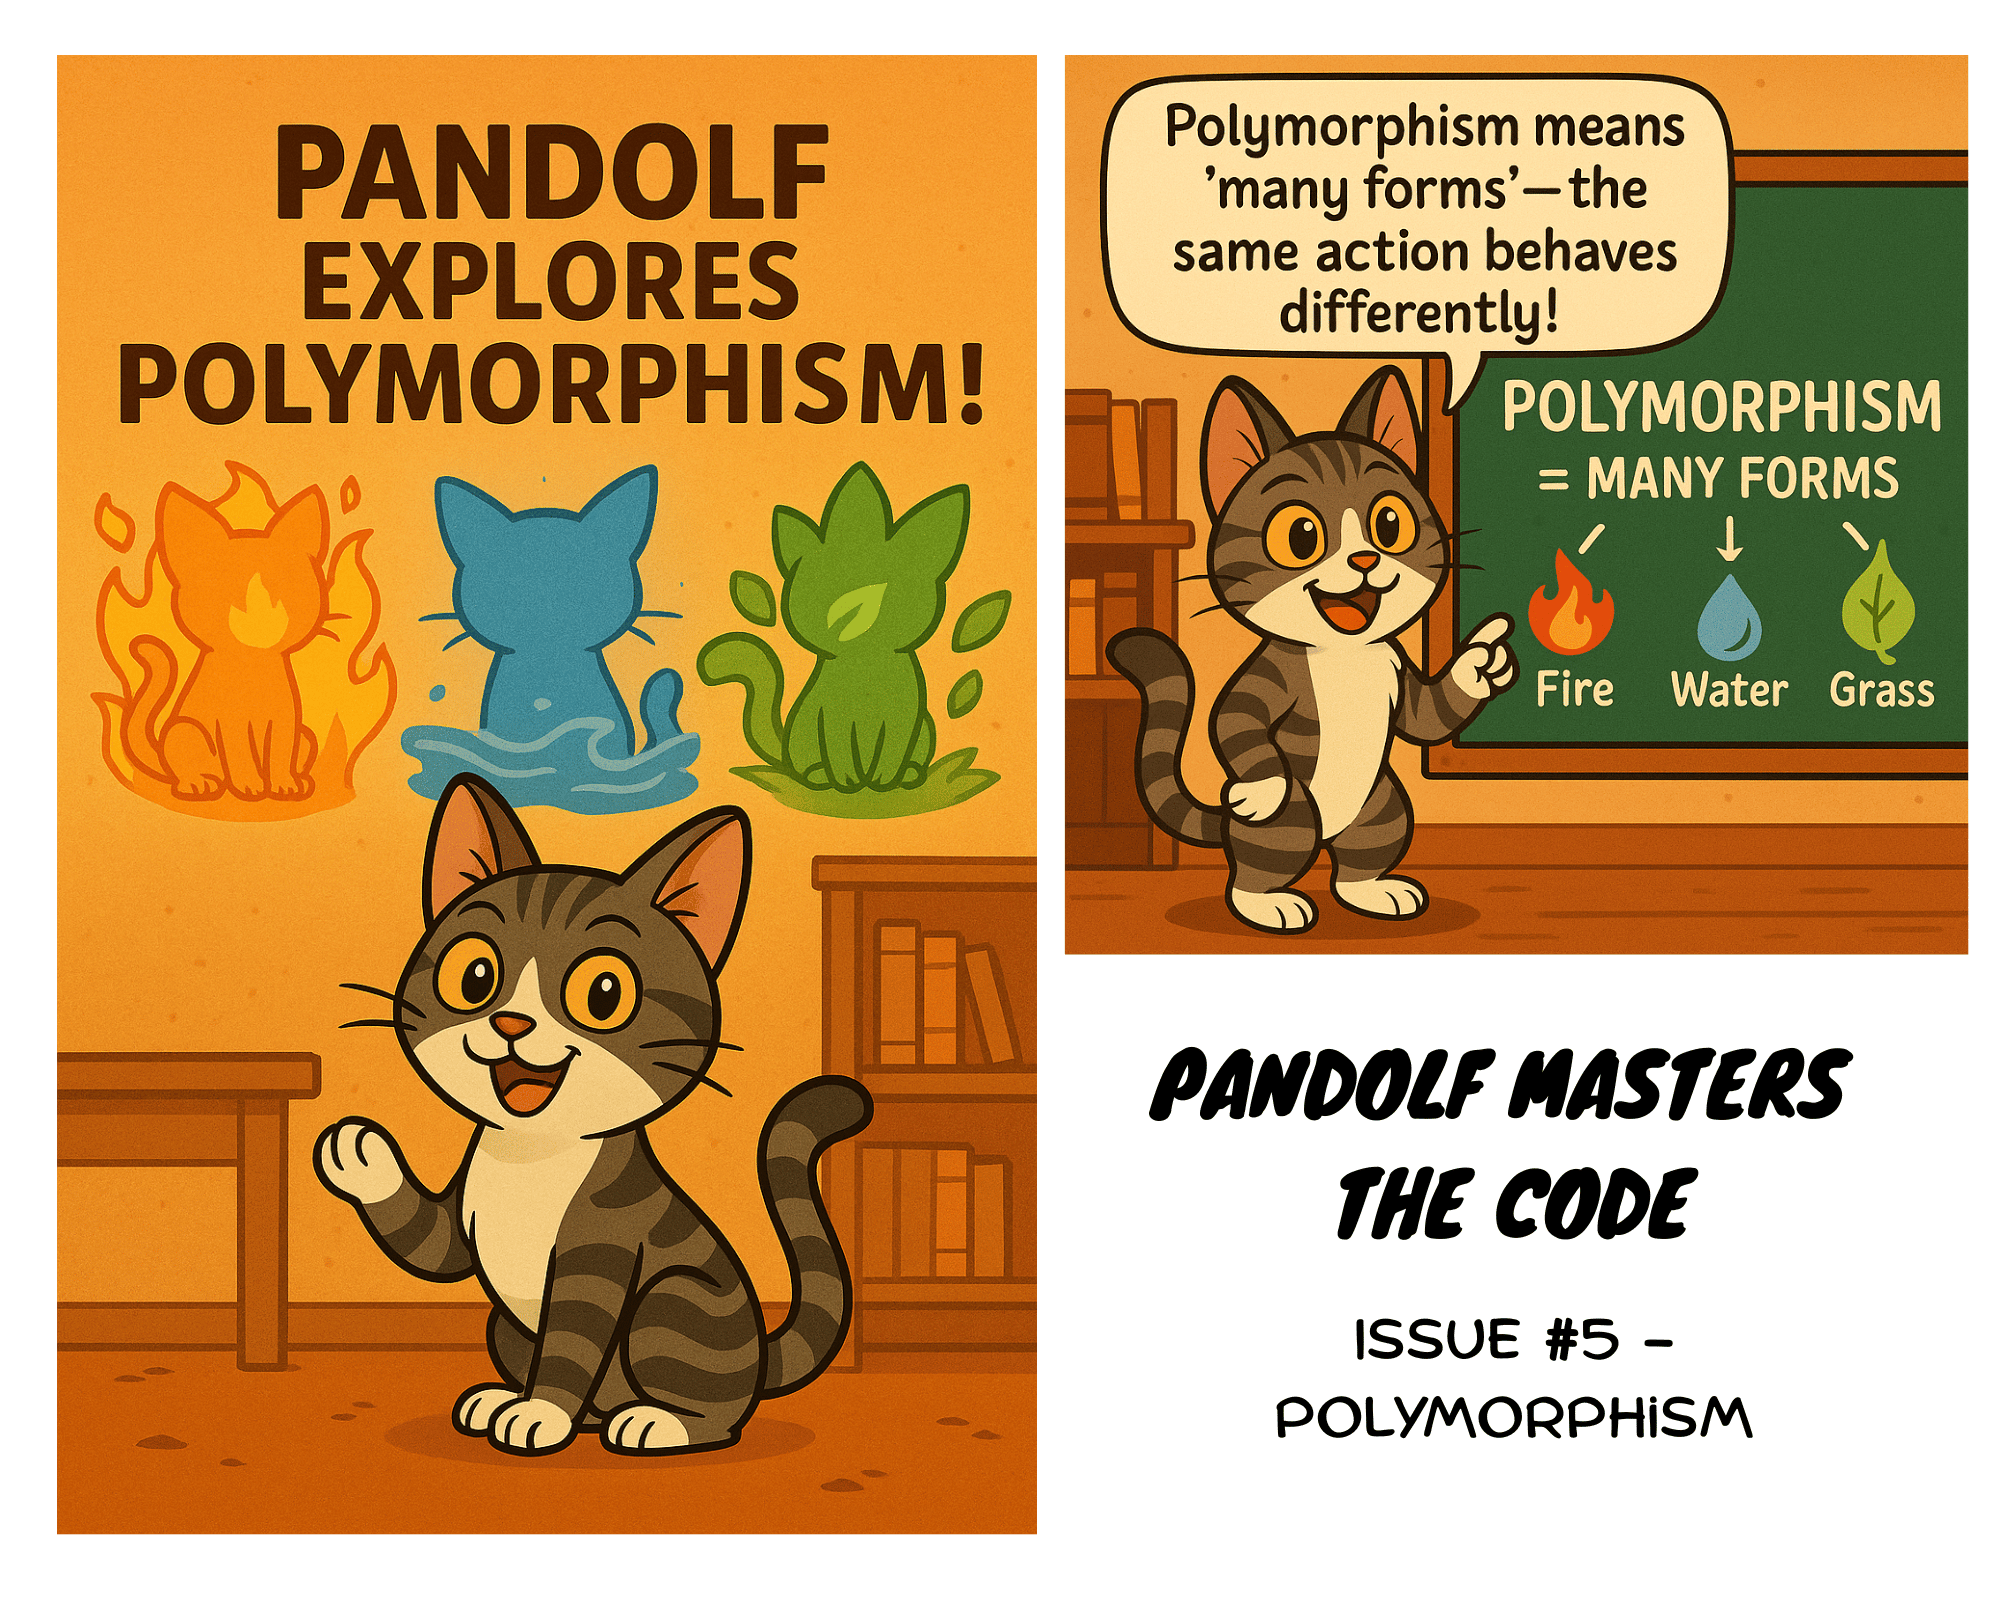 PANDOLF
EXPLORES
POLYMORPHISM!
Polymorphism means
'many forms'—the
same action behaves
differently!
POLYMORPHISM
= MANY FORMS
Fire Water Grass
PANDOLF MASTERS
THE CODE
ISSUE #5 –
POLYMORPHiSM